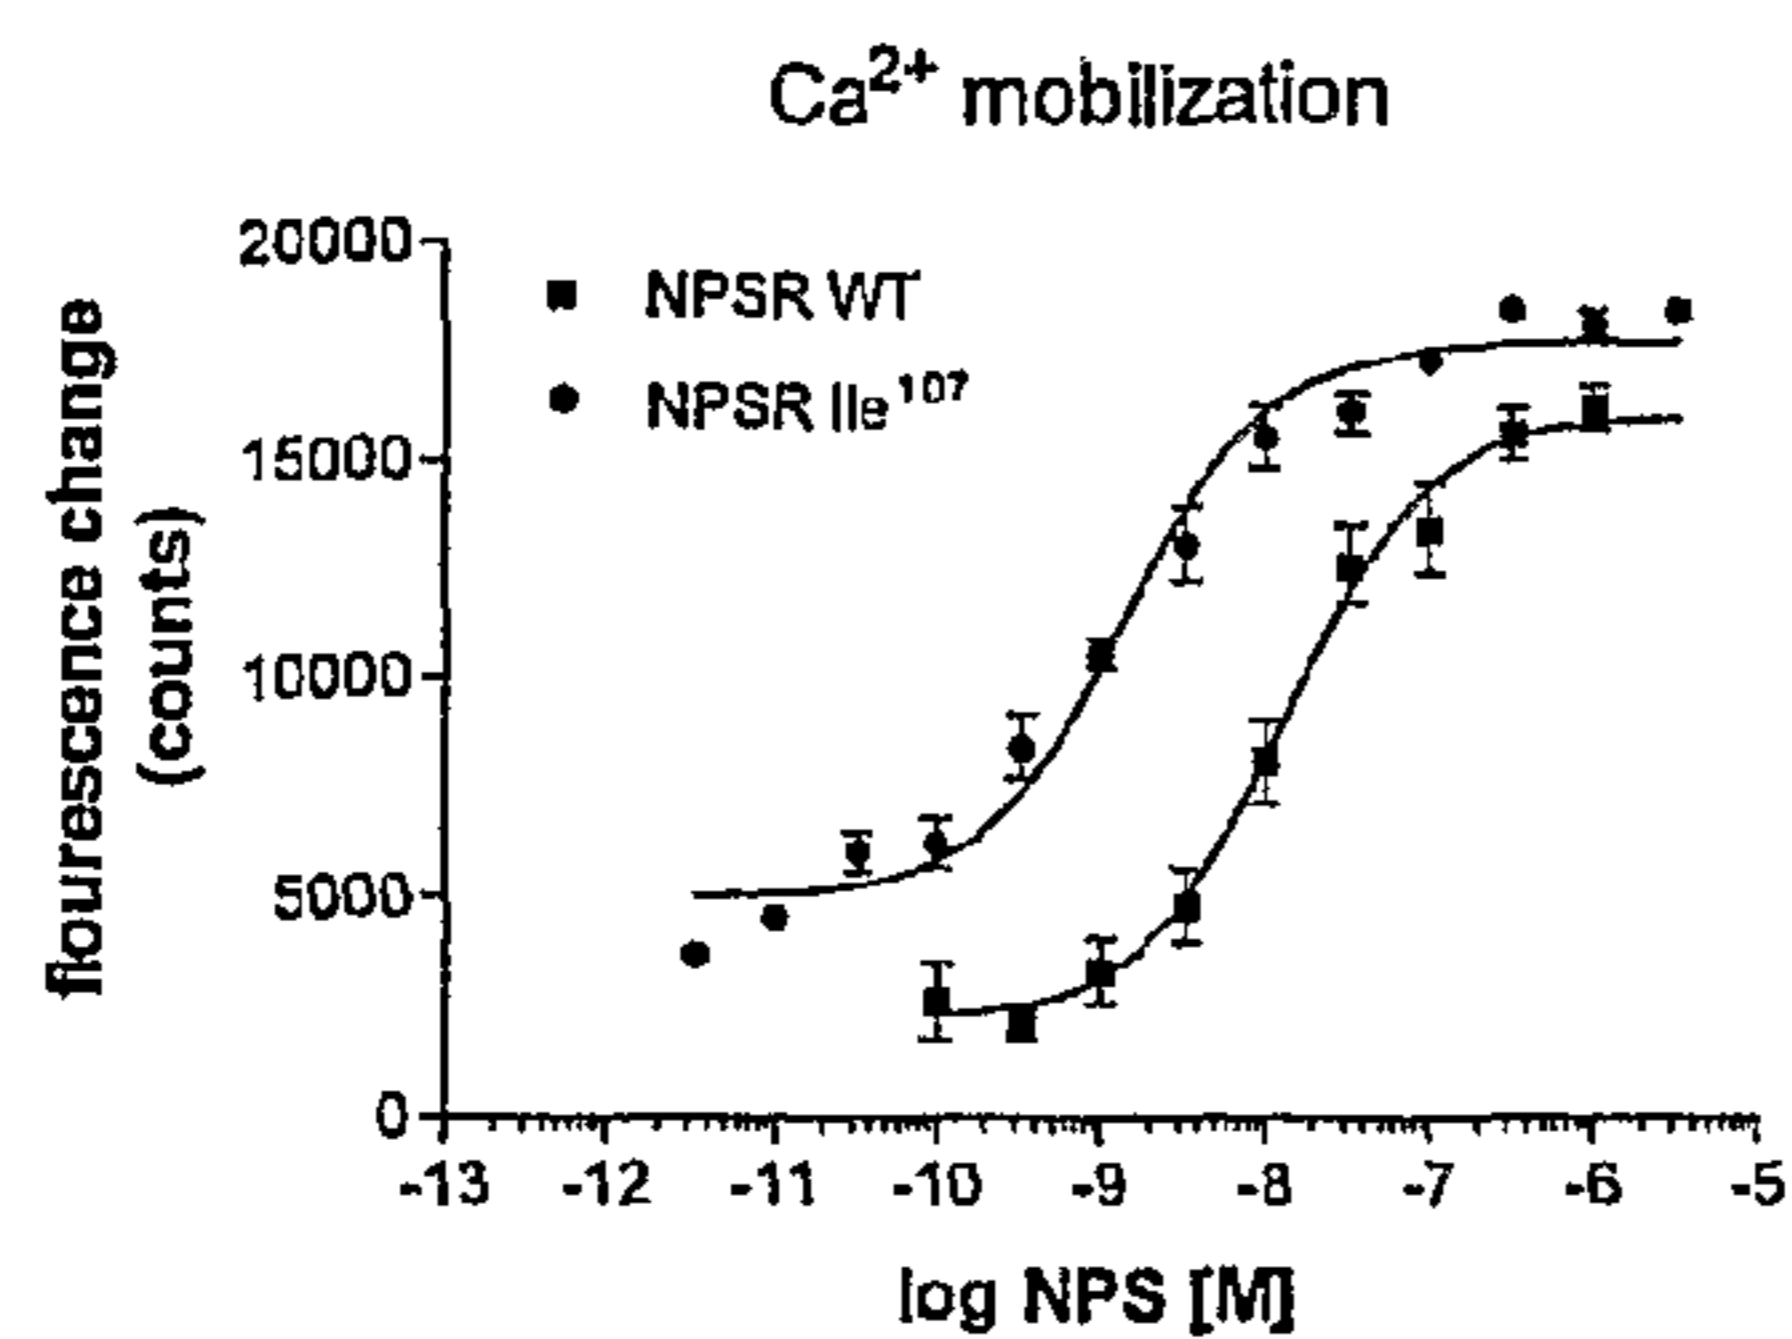 Ca²⁺ mobilization
flourescence change
(counts)
20000
15000
10000
5000
0
NPSR WT
NPSR Ile¹⁰⁷
-13 -12 -11 -10 -9 -8 -7 -6 -5
log NPS [M]